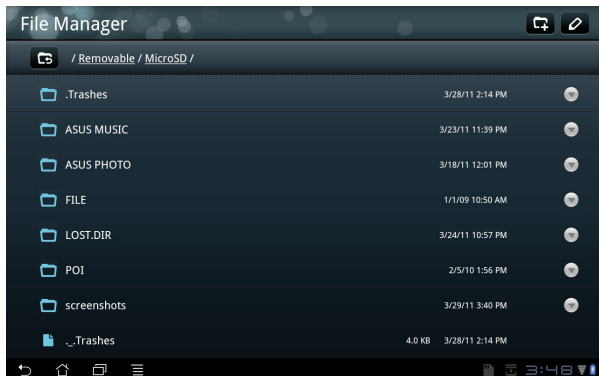 File Manager
/ Removable / MicroSD /
.Trashes 3/28/11 2:14 PM
ASUS MUSIC 3/23/11 11:39 PM
ASUS PHOTO 3/18/11 12:01 PM
FILE 1/1/09 10:50 AM
LOST.DIR 3/24/11 10:57 PM
POI 2/5/10 1:56 PM
screenshots 3/29/11 3:40 PM
._.Trashes 4.0 KB 3/28/11 2:14 PM
3:48